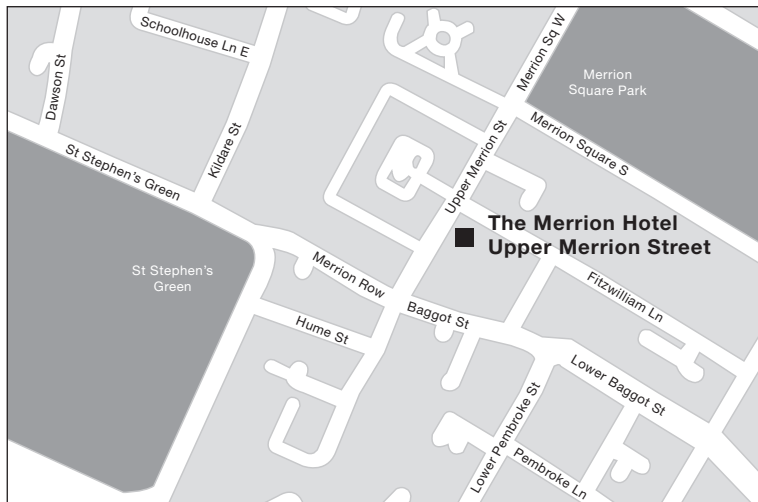 Schoolhouse Ln E
Merrion Sq W
Dawson St
Merrion
Square Park
Kildare St
Upper Merrion St
Merrion Square S
St Stephen's Green
The Merrion Hotel
Upper Merrion Street
St Stephen's
Green
Merrion Row
Fitzwilliam Ln
Baggot St
Hume St
Lower Baggot St
Lower Pembroke St
Pembroke Ln